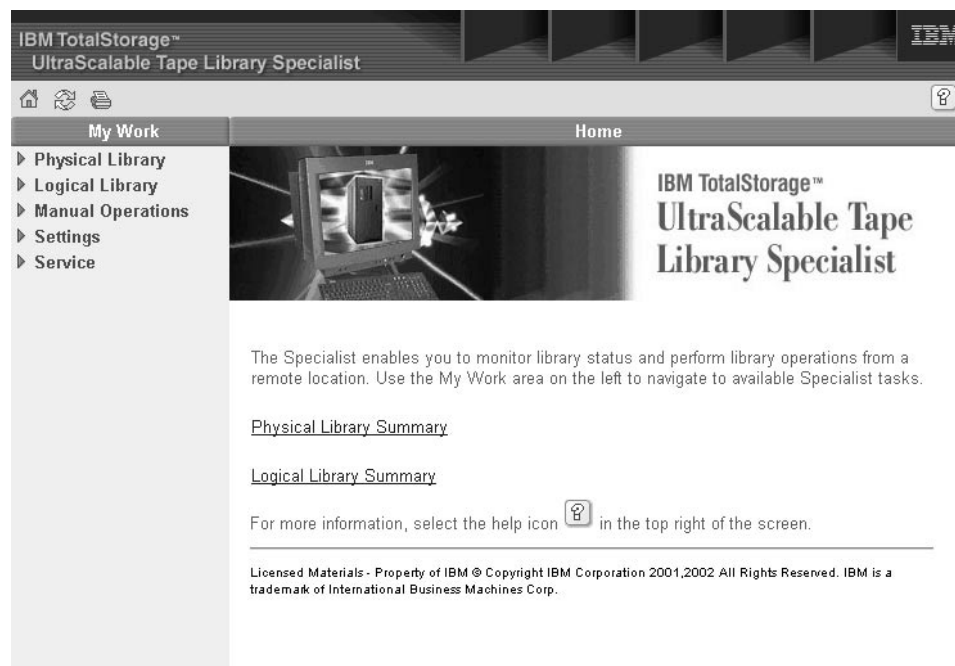 IBM TotalStorage™
UltraScalable Tape Library Specialist
IBM
My Work
Home
Physical Library
Logical Library
Manual Operations
Settings
Service
IBM TotalStorage™
UltraScalable Tape
Library Specialist
The Specialist enables you to monitor library status and perform library operations from a
remote location. Use the My Work area on the left to navigate to available Specialist tasks.
Physical Library Summary
Logical Library Summary
For more information, select the help icon ? in the top right of the screen.
Licensed Materials - Property of IBM © Copyright IBM Corporation 2001,2002 All Rights Reserved. IBM is a
trademark of International Business Machines Corp.